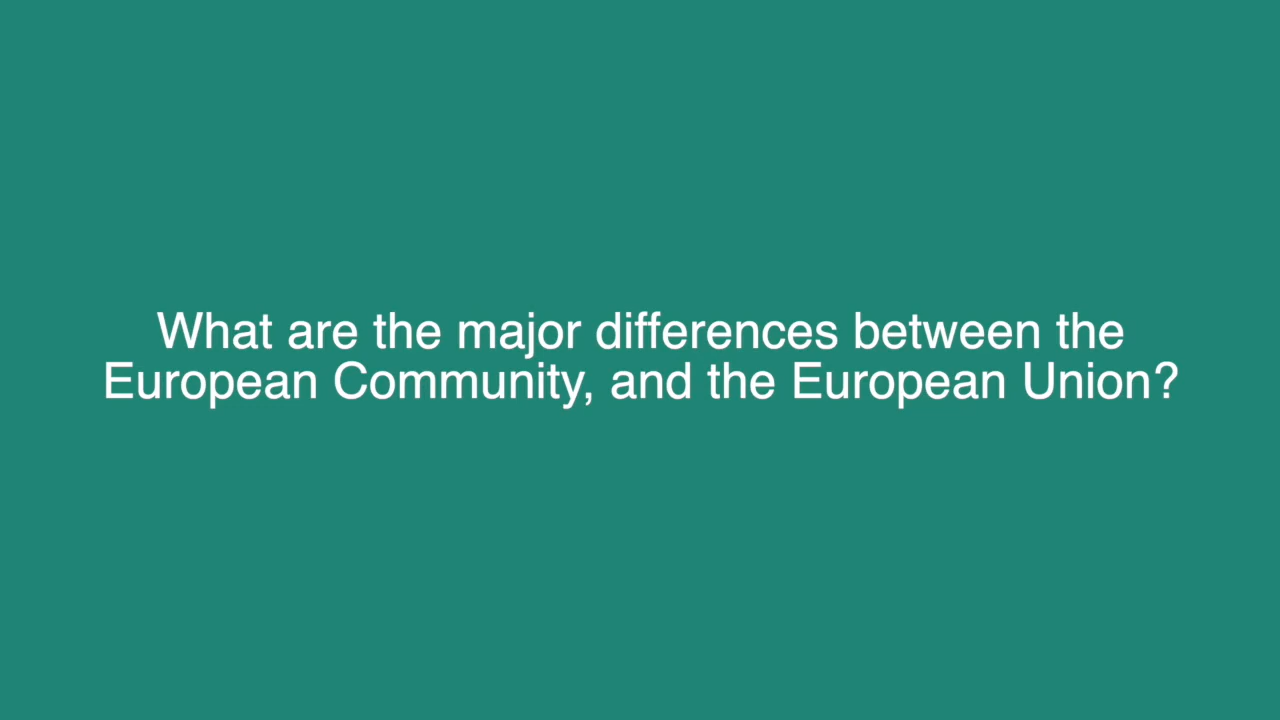 What are the major differences between the
European Community, and the European Union?